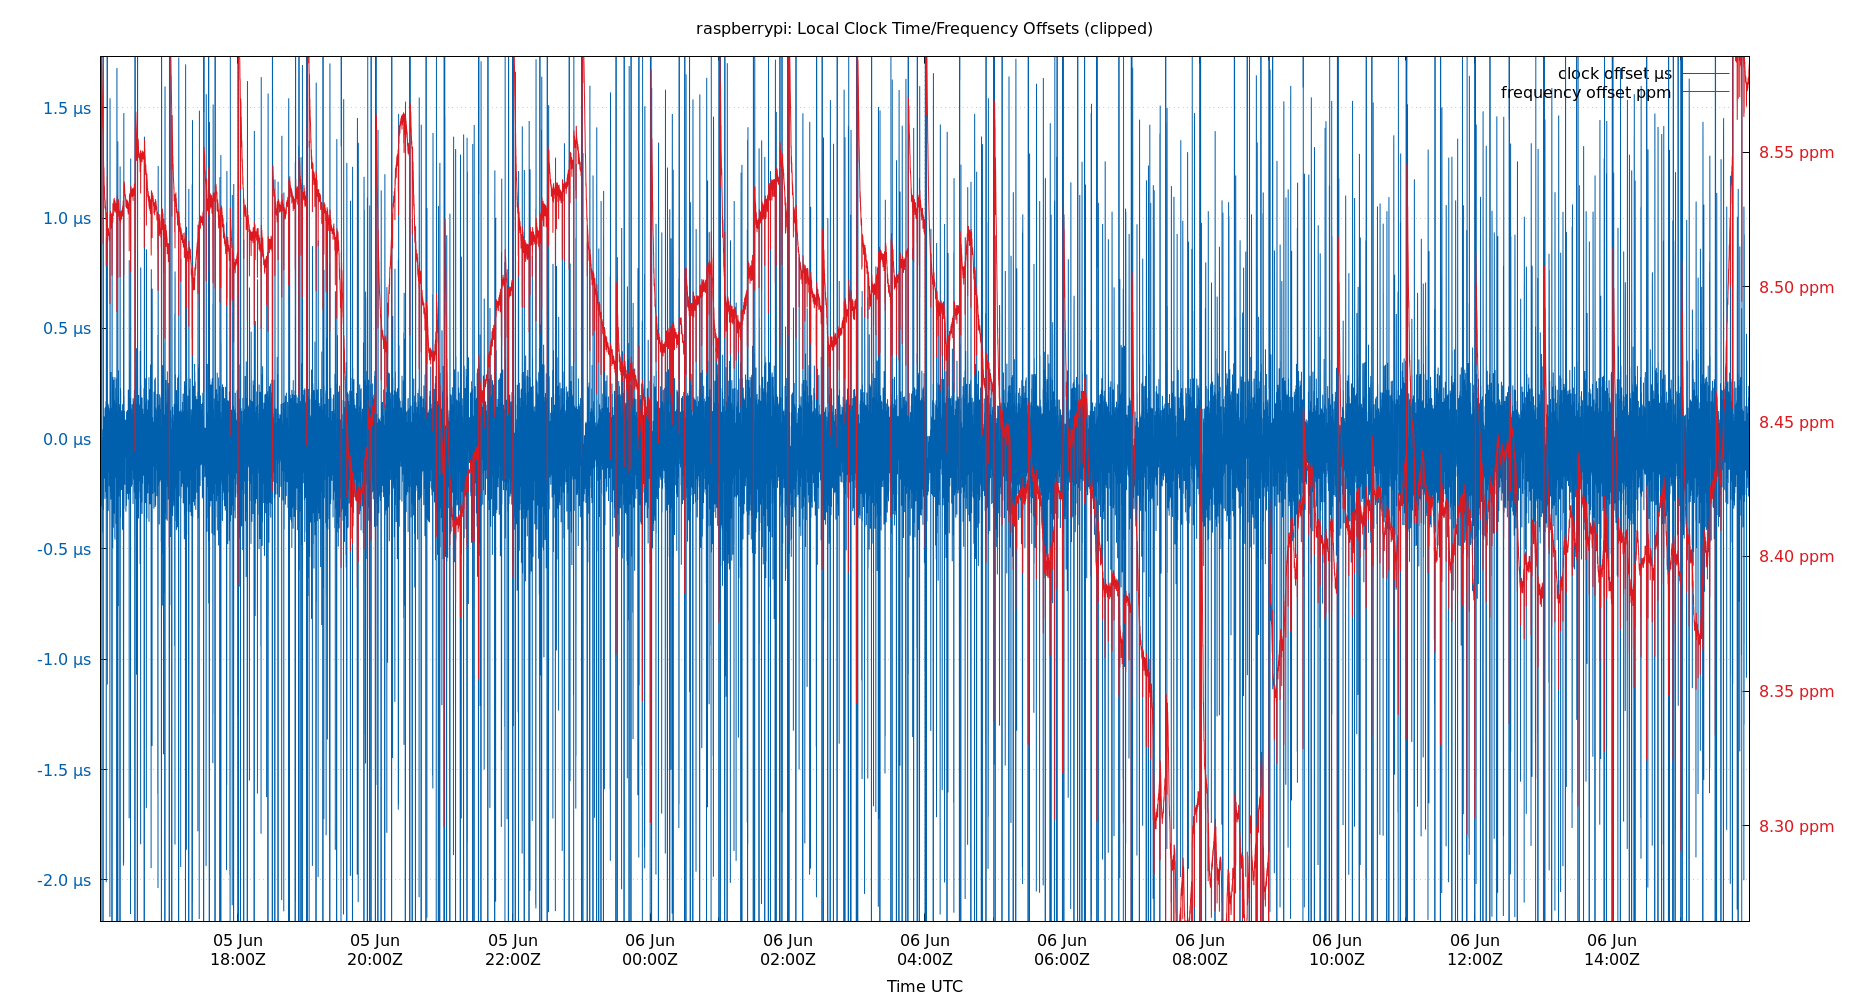 raspberrypi: Local Clock Time/Frequency Offsets (clipped)
clock offset µs
frequency offset ppm
1.5 µs
1.0 µs
0.5 µs
0.0 µs
-0.5 µs
-1.0 µs
-1.5 µs
-2.0 µs
8.55 ppm
8.50 ppm
8.45 ppm
8.40 ppm
8.35 ppm
8.30 ppm
05 Jun 05 Jun 05 Jun 06 Jun 06 Jun 06 Jun 06 Jun 06 Jun 06 Jun 06 Jun 06 Jun
18:00Z 20:00Z 22:00Z 00:00Z 02:00Z 04:00Z 06:00Z 08:00Z 10:00Z 12:00Z 14:00Z
Time UTC